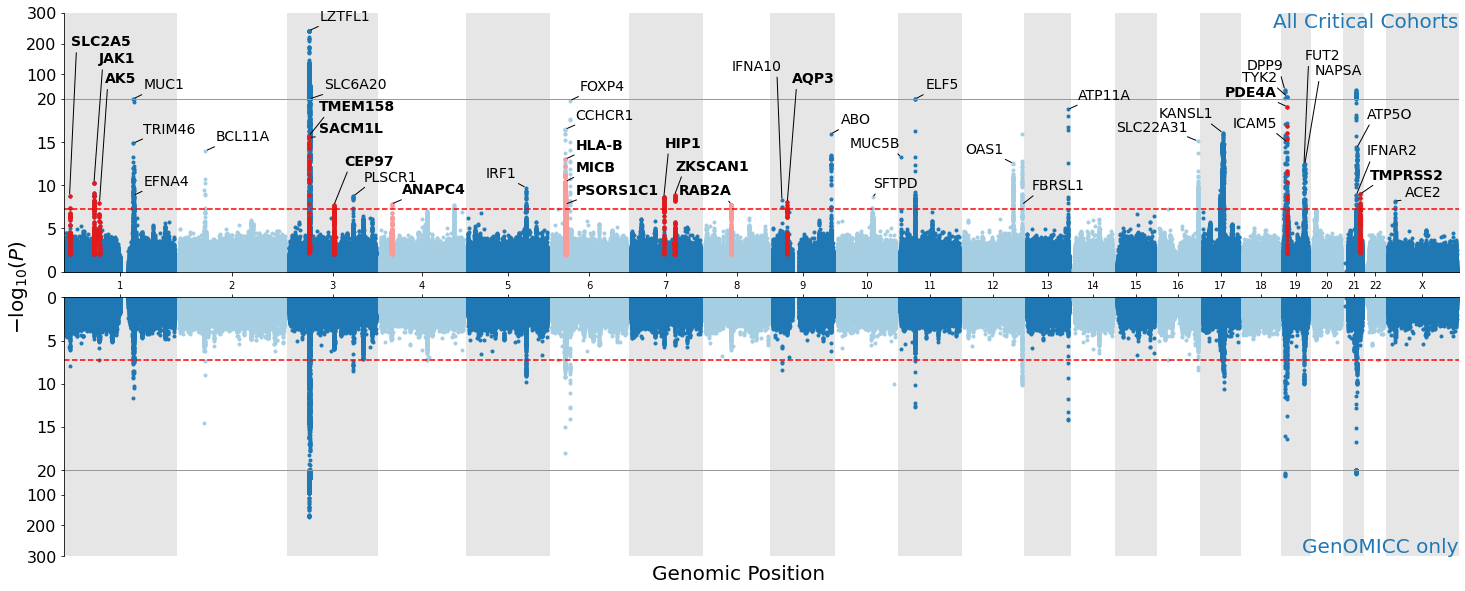 All Critical Cohorts
300
200
100
20
15
10
5
0
SLC2A5
JAK1
AK5
MUC1
TRIM46
EFNA4
BCL11A
LZTFL1
SLC6A20
TMEM158
SACM1L
CEP97
PLSCR1
ANAPC4
IRF1
FOXP4
CCHCR1
HLA-B
MICB
PSORS1C1
HIP1
ZKSCAN1
RAB2A
IFNA10
AQP3
ABO
MUC5B
SFTPD
ELF5
OAS1
FBRSL1
ATP11A
SLC22A31
KANSL1
DPP9
TYK2
PDE4A
ICAM5
FUT2
NAPSA
ATP5O
IFNAR2
TMPRSS2
ACE2
1 2 3 4 5 6 7 8 9 10 11 12 13 14 15 16 17 18 19 20 21 22 X
−log10(P)
0
5
10
15
20
100
200
300
GenOMICC only
Genomic Position